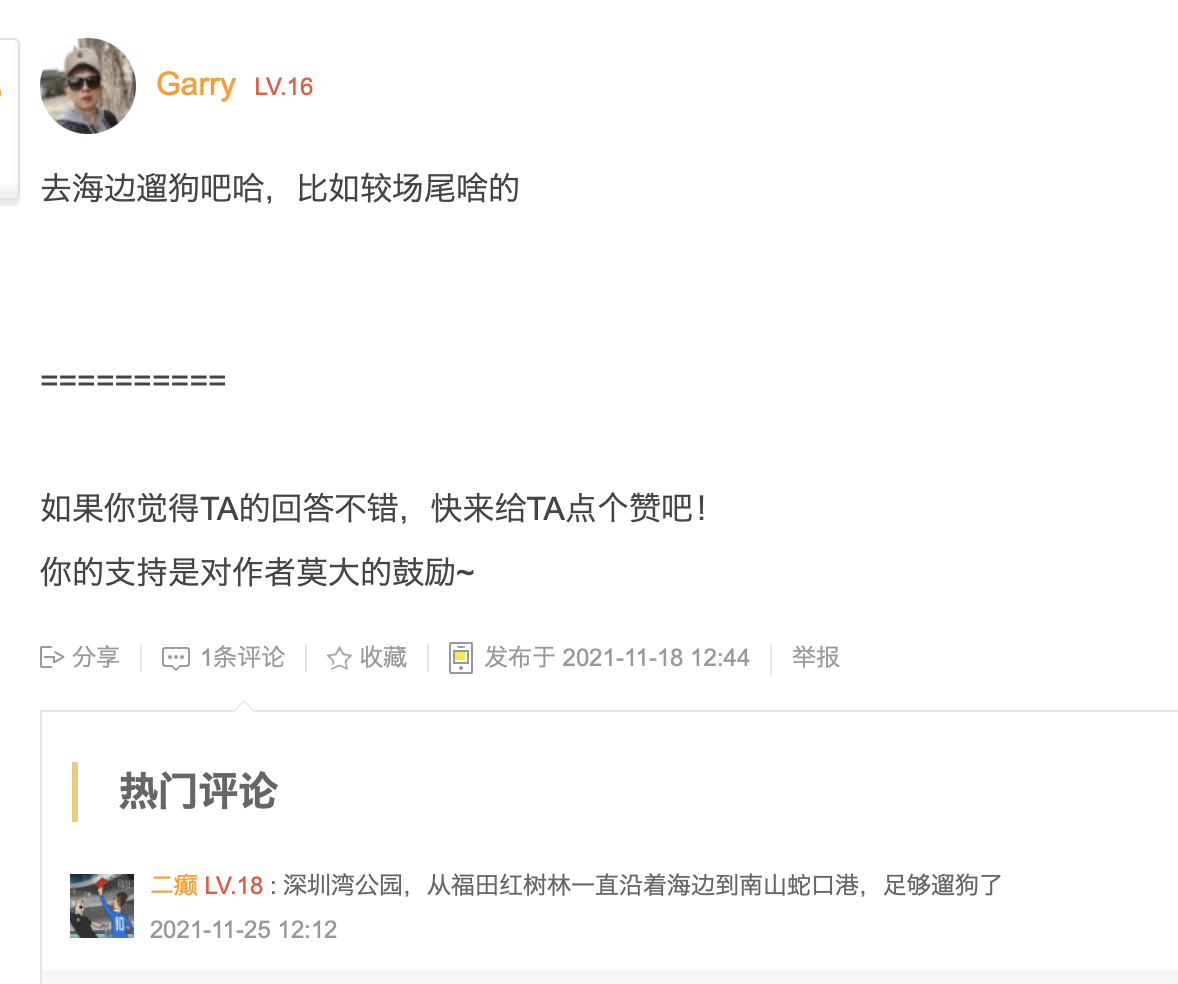 Garry LV.16
去海边遛狗吧哈，比如较场尾啥的
==========
如果你觉得TA的回答不错，快来给TA点个赞吧！
你的支持是对作者莫大的鼓励~
分享 1条评论 收藏 发布于 2021-11-18 12:44 举报
热门评论
二癫 LV.18 : 深圳湾公园，从福田红树林一直沿着海边到南山蛇口港，足够遛狗了
2021-11-25 12:12